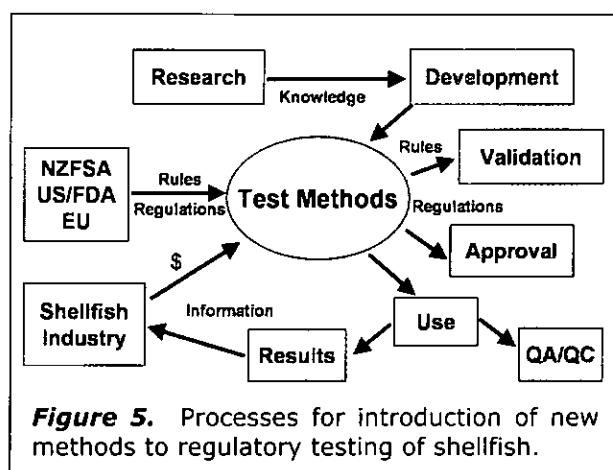 Research
Knowledge
Development
NZFSA
US/FDA
EU
Rules
Regulations
Test Methods
Rules
Regulations
Validation
Approval
$
Shellfish
Industry
Information
Results
Use
QA/QC
Figure 5. Processes for introduction of new
methods to regulatory testing of shellfish.